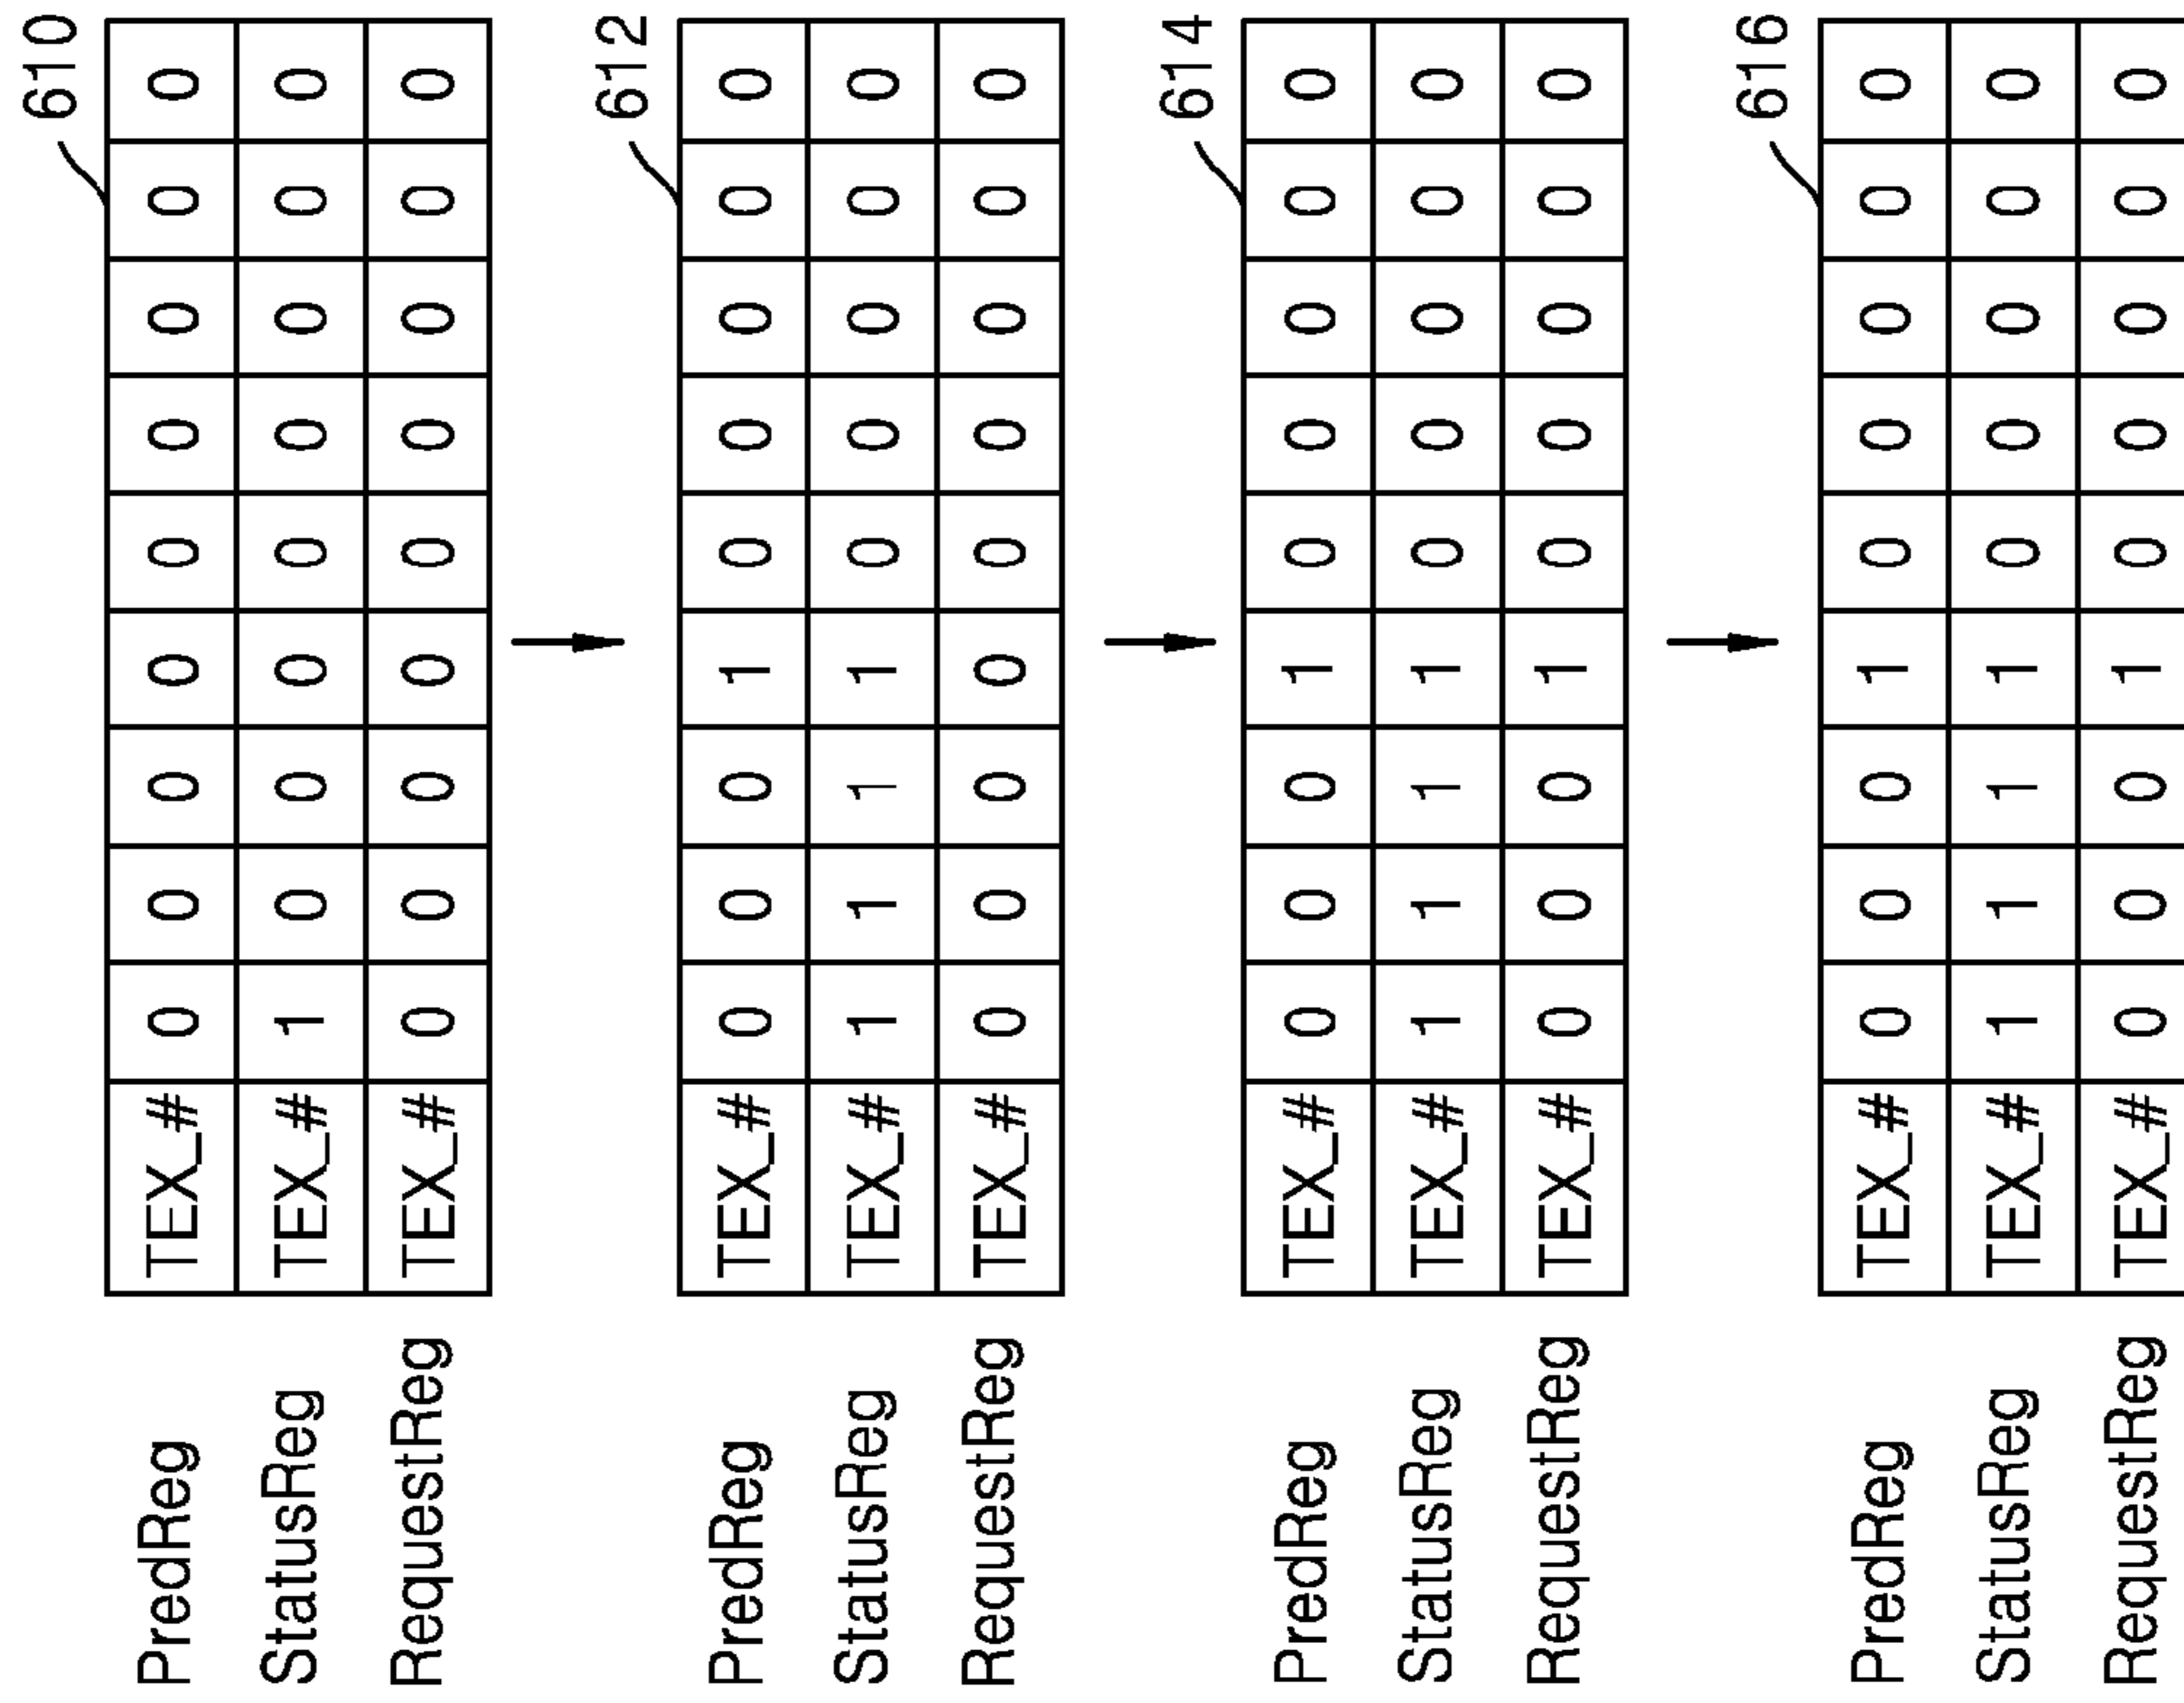 610
PredReg TEX_# 0 0 0 0 0 0 0 0 0
StatusReg TEX_# 1 0 0 0 0 0 0 0 0
RequestReg TEX_# 0 0 0 0 0 0 0 0 0
612
PredReg TEX_# 0 0 0 1 0 0 0 0 0
StatusReg TEX_# 1 1 1 1 0 0 0 0 0
RequestReg TEX_# 0 0 0 0 0 0 0 0 0
614
PredReg TEX_# 0 0 0 1 0 0 0 0 0
StatusReg TEX_# 1 1 1 1 0 0 0 0 0
RequestReg TEX_# 0 0 0 1 0 0 0 0 0
616
PredReg TEX_# 0 0 0 1 0 0 0 0 0
StatusReg TEX_# 1 1 1 1 0 0 0 0 0
RequestReg TEX_# 0 0 0 1 0 0 0 0 0